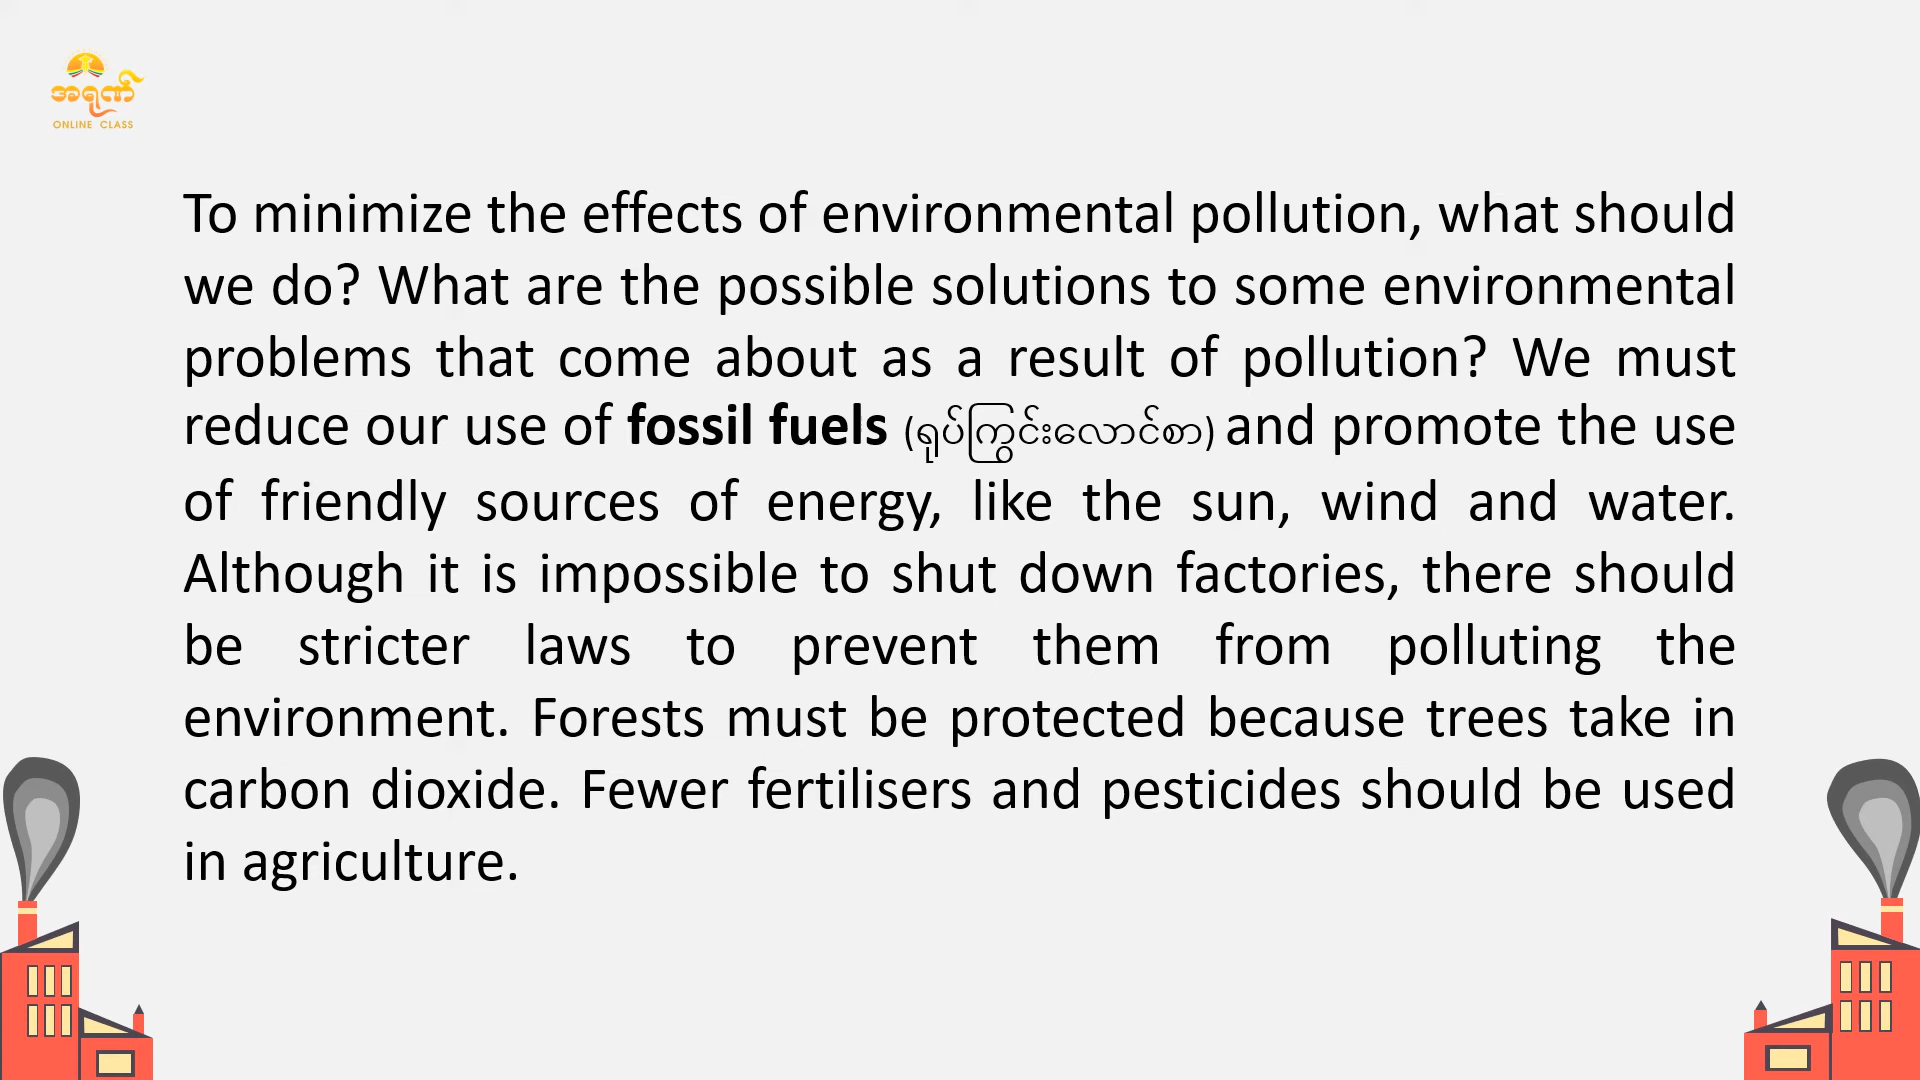 အရုဏ်
ONLINE CLASS
To minimize the effects of environmental pollution, what should
we do? What are the possible solutions to some environmental
problems that come about as a result of pollution? We must
reduce our use of fossil fuels (ရုပ်ကြွင်းလောင်စာ) and promote the use
of friendly sources of energy, like the sun, wind and water.
Although it is impossible to shut down factories, there should
be stricter laws to prevent them from polluting the
environment. Forests must be protected because trees take in
carbon dioxide. Fewer fertilisers and pesticides should be used
in agriculture.